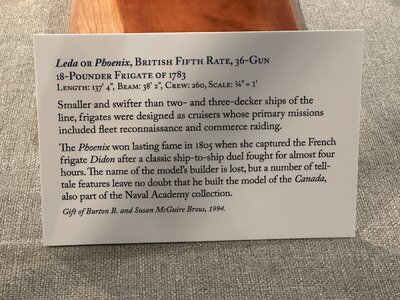 Leda or Phoenix, British Fifth Rate, 36-Gun
18-Pounder Frigate of 1783
Length: 137' 4", Beam: 38' 2", Crew: 260, Scale: ¼" = 1'
Smaller and swifter than two- and three-decker ships of the
line, frigates were designed as cruisers whose primary missions
included fleet reconnaissance and commerce raiding.
The Phoenix won lasting fame in 1805 when she captured the French
frigate Didon after a classic ship-to-ship duel fought for almost four
hours. The name of the model's builder is lost, but a number of tell-
tale features leave no doubt that he built the model of the Canada,
also part of the Naval Academy collection.
Gift of Burton B. and Susan McGuire Brous, 1994.